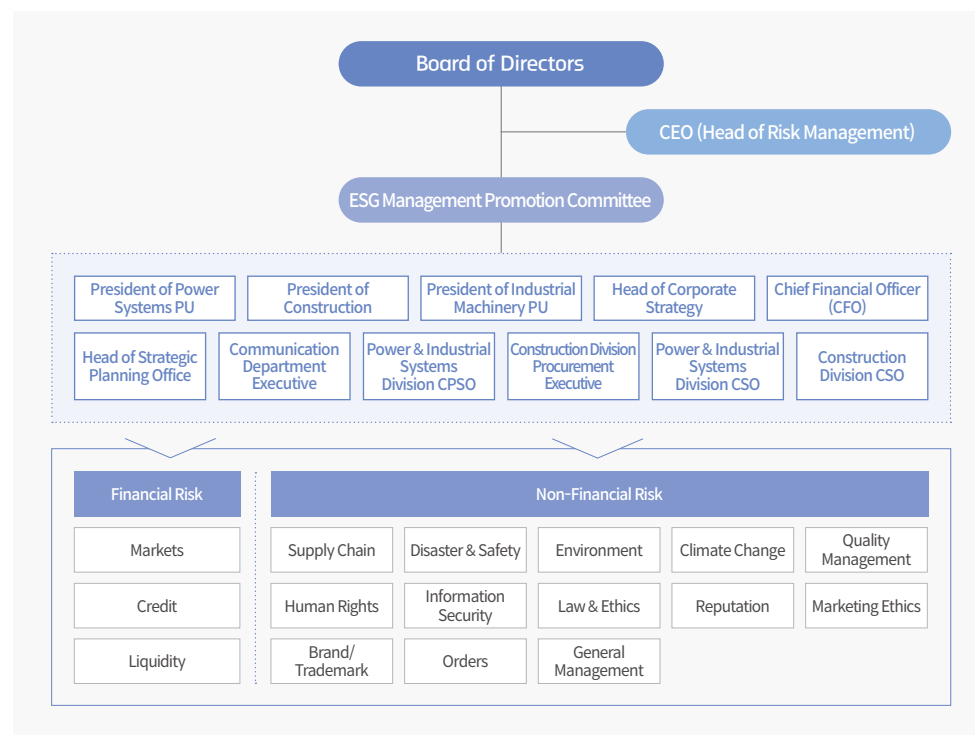 Board of Directors
CEO (Head of Risk Management)
ESG Management Promotion Committee
President of Power
Systems PU
President of
Construction
President of Industrial
Machinery PU
Head of Corporate
Strategy
Chief Financial Officer
(CFO)
Head of Strategic
Planning Office
Communication
Department
Executive
Power & Industrial
Systems
Division CPSO
Construction Division
Procurement
Executive
Power & Industrial
Systems
Division CSO
Construction
Division CSO
Financial Risk
Markets
Credit
Liquidity
Non-Financial Risk
Supply Chain
Disaster & Safety
Environment
Climate Change
Quality
Management
Human Rights
Information
Security
Law & Ethics
Reputation
Marketing Ethics
Brand/
Trademark
Orders
General
Management